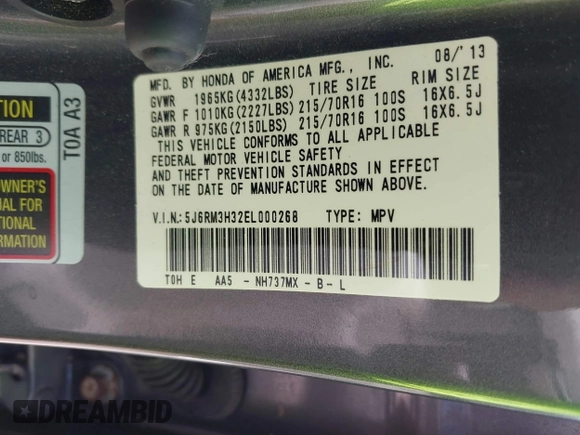 MFD. BY HONDA OF AMERICA MFG., INC. 08/'13
GVWR 1965KG(4332LBS) TIRE SIZE RIM SIZE
GAWR F 1010KG(2227LBS) 215/70R16 100S 16X6.5J
GAWR R 975KG(2150LBS) 215/70R16 100S 16X6.5J
THIS VEHICLE CONFORMS TO ALL APPLICABLE
FEDERAL MOTOR VEHICLE SAFETY
AND THEFT PREVENTION STANDARDS IN EFFECT
ON THE DATE OF MANUFACTURE SHOWN ABOVE.
V.I.N.:5J6RM3H32EL000268 TYPE: MPV
T0H E AA5 - NH737MX - B - L
TION
REAR 3
or 850lbs.
OWNER'S
UAL FOR
TIONAL
RMATION
T0A A3
DREAMBID